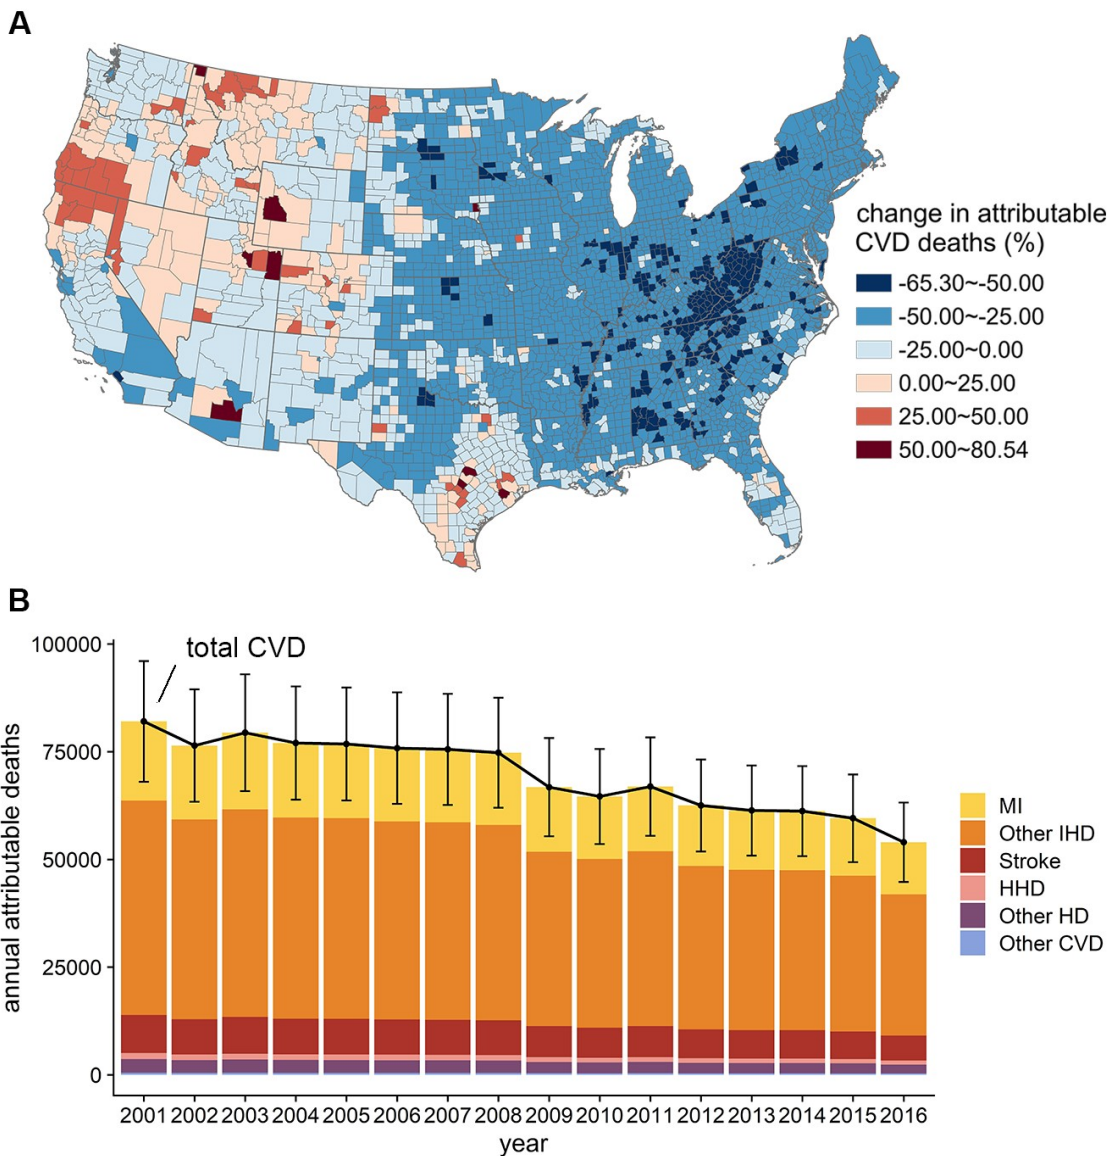 A
change in attributable
CVD deaths (%)
-65.30~-50.00
-50.00~-25.00
-25.00~0.00
0.00~25.00
25.00~50.00
50.00~80.54
B
total CVD
annual attributable deaths
100000
75000
50000
25000
0
2001 2002 2003 2004 2005 2006 2007 2008 2009 2010 2011 2012 2013 2014 2015 2016
year
MI
Other IHD
Stroke
HHD
Other HD
Other CVD